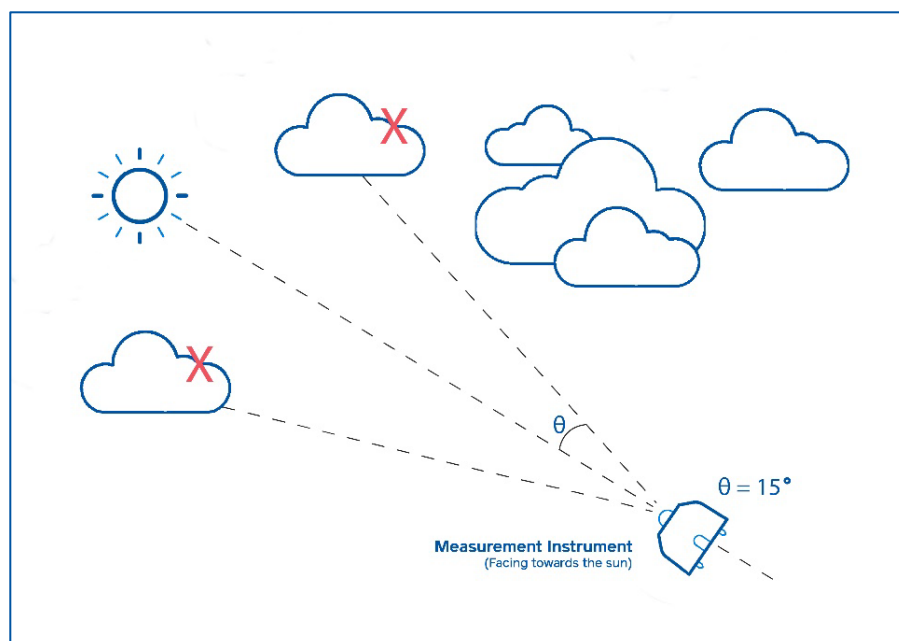 X
X
θ
θ = 15°
Measurement Instrument
(Facing towards the sun)